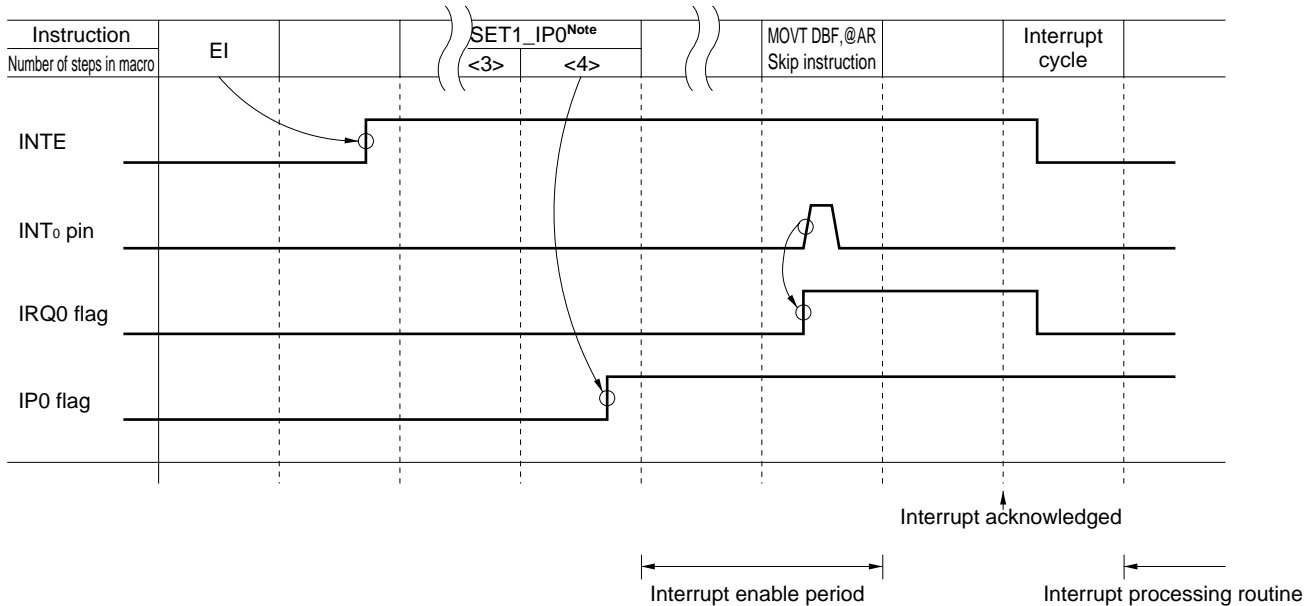 Instruction
EI
SET1_IP0Note
MOVT DBF,@AR
Skip instruction
Interrupt
cycle
Number of steps in macro
<3>
<4>
INTE
INT0 pin
IRQ0 flag
IP0 flag
Interrupt acknowledged
Interrupt enable period
Interrupt processing routine